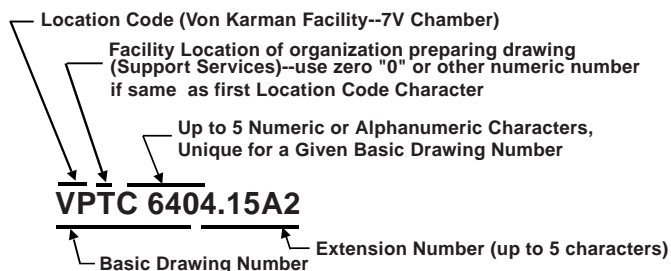 Location Code (Von Karman Facility--7V Chamber)
Facility Location of organization preparing drawing
(Support Services)--use zero "0" or other numeric number
if same as first Location Code Character
Up to 5 Numeric or Alphanumeric Characters,
Unique for a Given Basic Drawing Number
VPTC 6404.15A2
Extension Number (up to 5 characters)
Basic Drawing Number